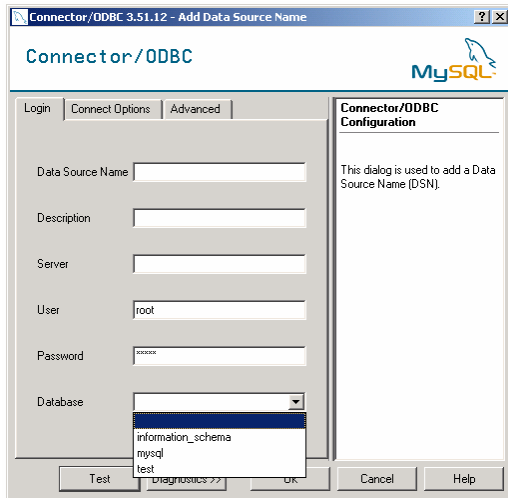 Connector/ODBC 3.51.12 - Add Data Source Name
Connector/ODBC
MySQL
Login
Connect Options
Advanced
Connector/ODBC
Configuration
This dialog is used to add a Data
Source Name (DSN).
Data Source Name
Description
Server
User
root
Password
*****
Database
information_schema
mysql
test
Test
Diagnostics >>
OK
Cancel
Help